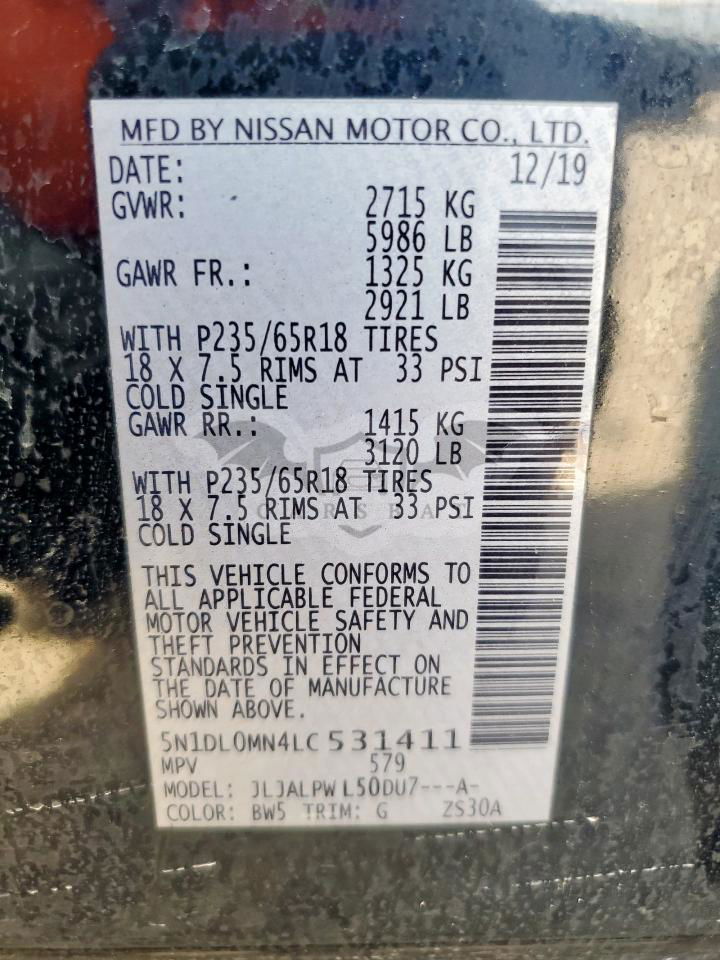 MFD BY NISSAN MOTOR CO., LTD.
DATE: 12/19
GVWR: 2715 KG
5986 LB
GAWR FR.: 1325 KG
2921 LB
WITH P235/65R18 TIRES
18 X 7.5 RIMS AT 33 PSI
COLD SINGLE
GAWR RR.: 1415 KG
3120 LB
WITH P235/65R18 TIRES
18 X 7.5 RIMS AT 33 PSI
COLD SINGLE
THIS VEHICLE CONFORMS TO
ALL APPLICABLE FEDERAL
MOTOR VEHICLE SAFETY AND
THEFT PREVENTION
STANDARDS IN EFFECT ON
THE DATE OF MANUFACTURE
SHOWN ABOVE.
5N1DL0MN4LC531411
MPV 579
MODEL: JLJALPW L50DU7---A-
COLOR: BW5 TRIM: G ZS30A